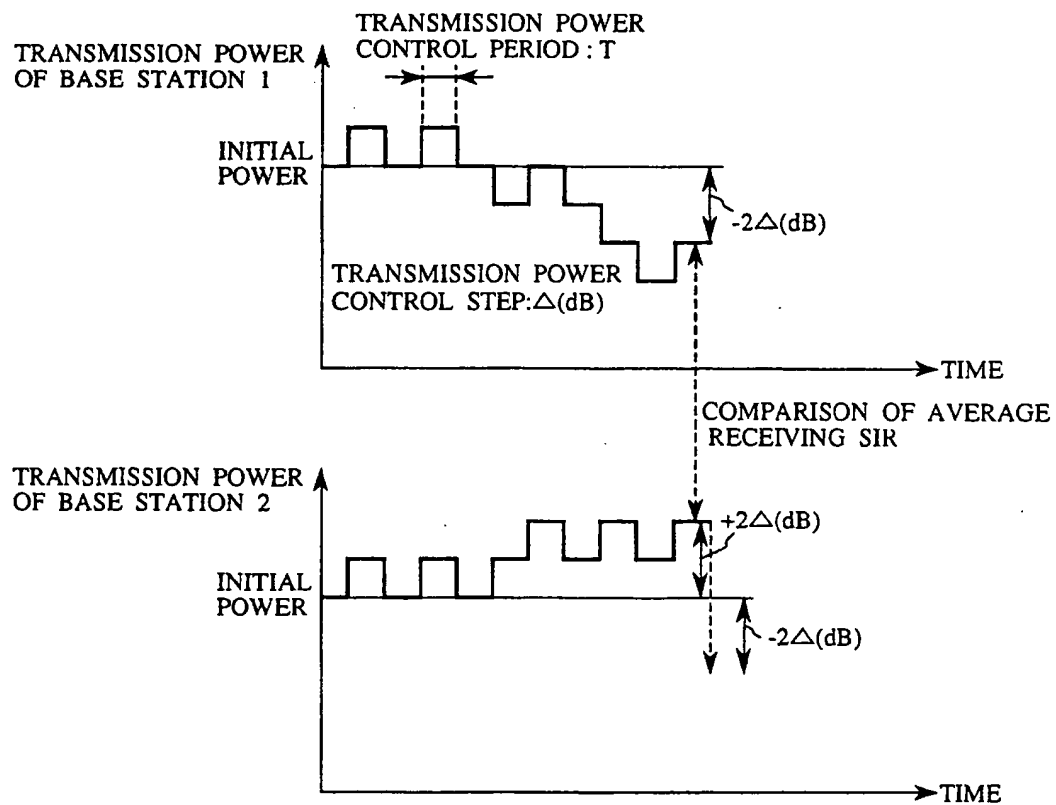 TRANSMISSION POWER
CONTROL PERIOD : T
TRANSMISSION POWER
OF BASE STATION 1
INITIAL
POWER
-2△(dB)
TRANSMISSION POWER
CONTROL STEP:△(dB)
TIME
COMPARISON OF AVERAGE
RECEIVING SIR
TRANSMISSION POWER
OF BASE STATION 2
+2△(dB)
INITIAL
POWER
-2△(dB)
TIME